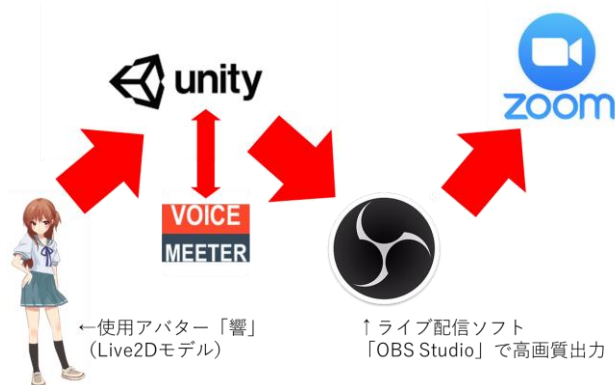 unity
zoom
VOICE
MEETER
←使用アバター「響」
（Live2Dモデル）
↑ライブ配信ソフト
「OBS Studio」で高画質出力